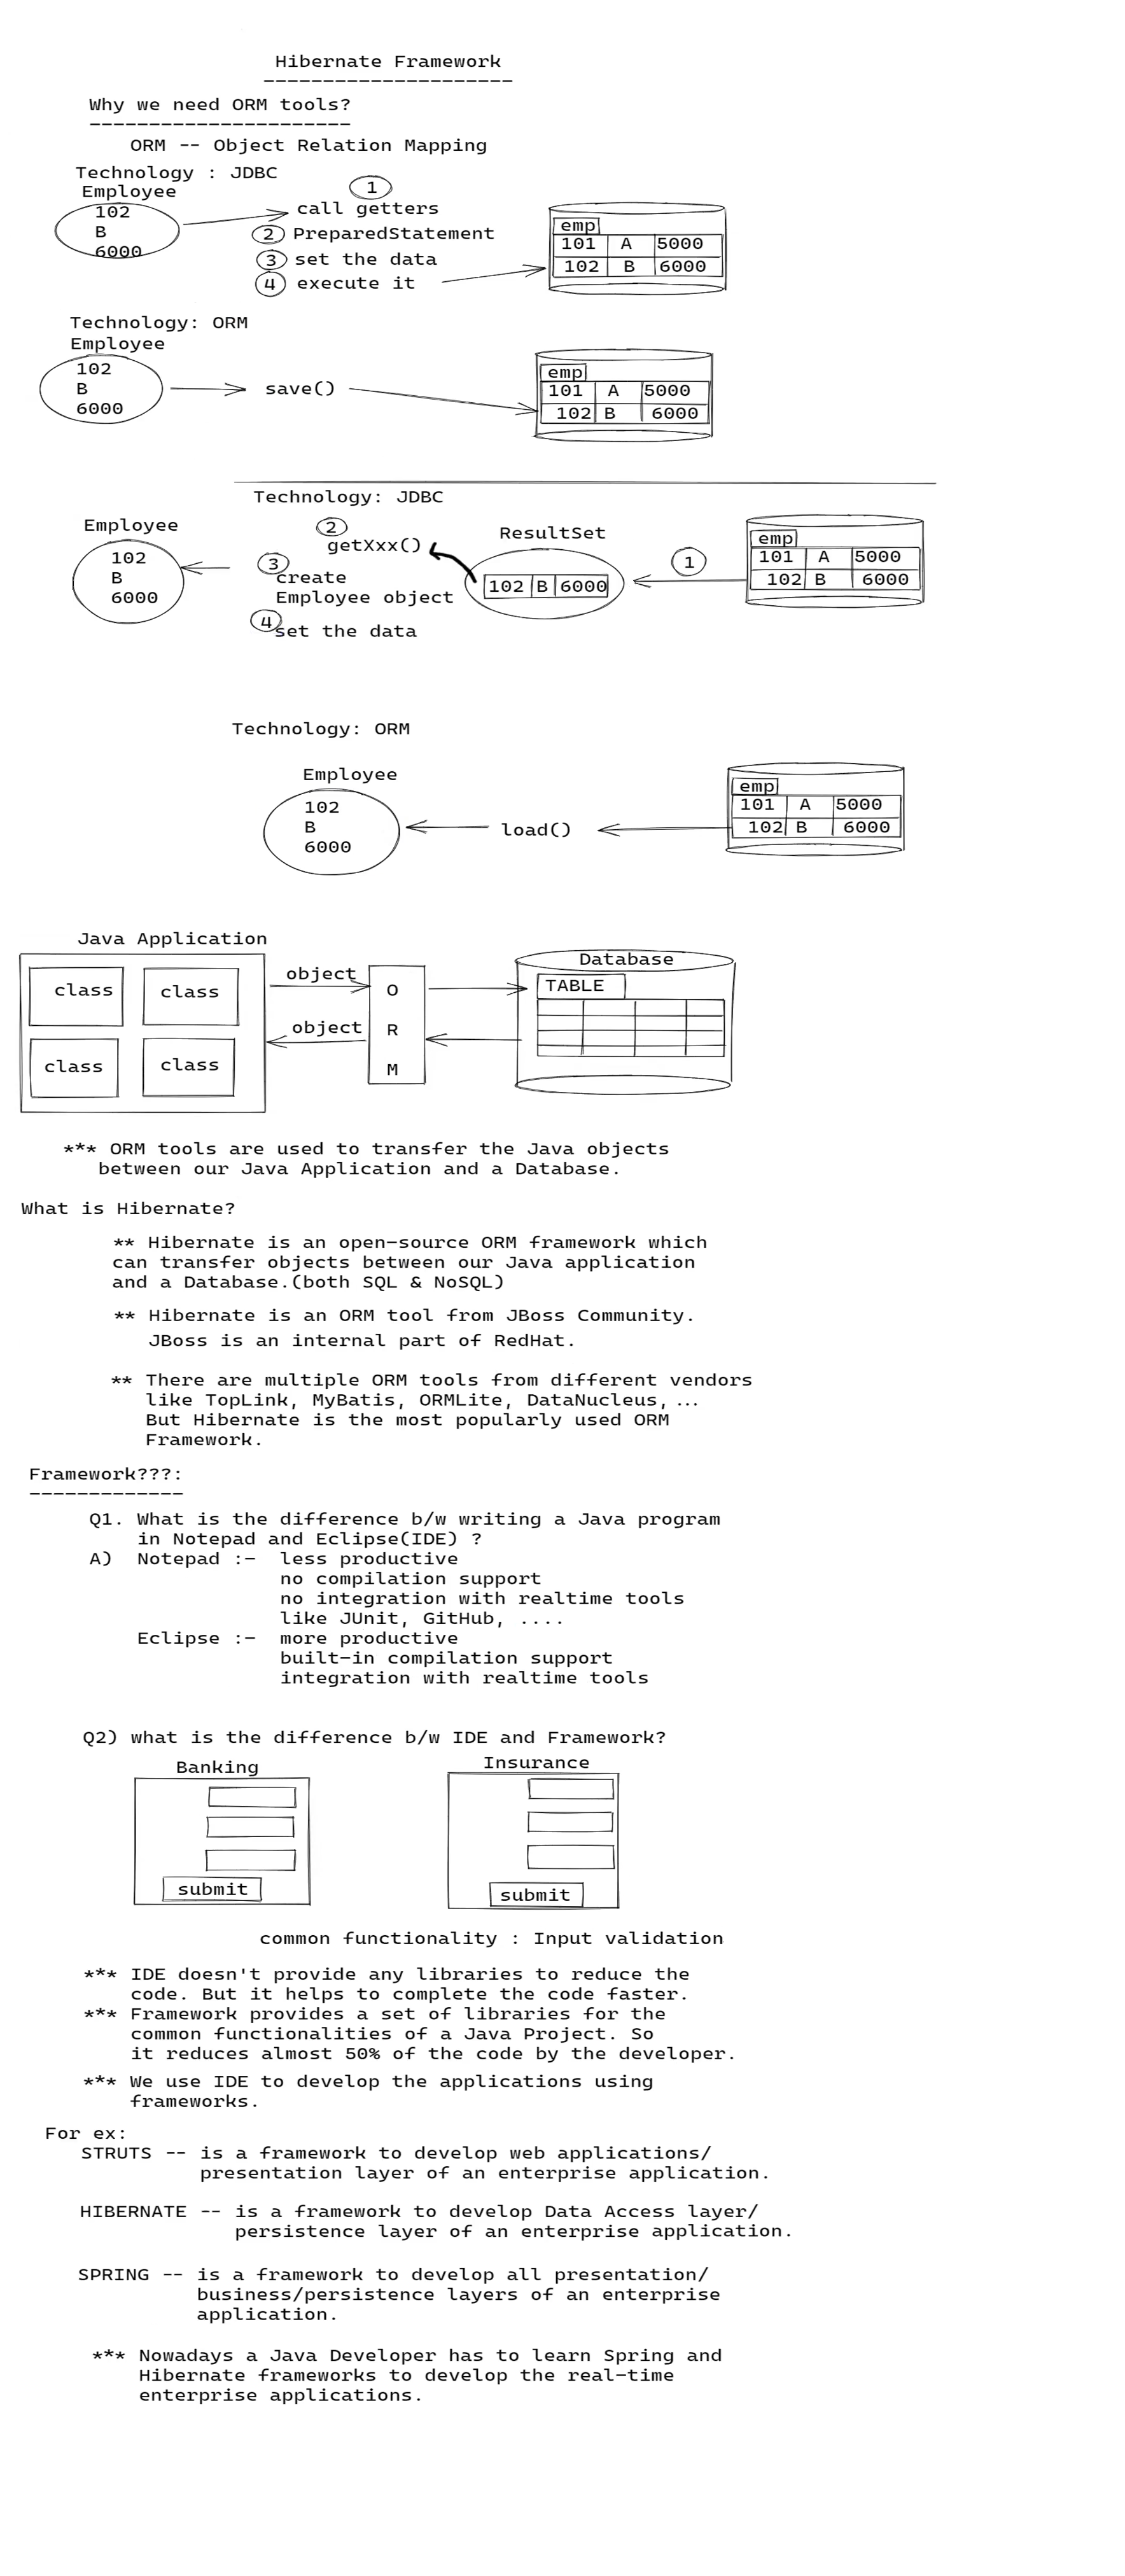 Hibernate Framework
---------------------
Why we need ORM tools?
----------------------
ORM -- Object Relation Mapping
Technology : JDBC
Employee
102
B
6000
1
call getters
2 PreparedStatement
3 set the data
4 execute it
emp
101 A 5000
102 B 6000
Technology: ORM
Employee
102
B
6000
save()
emp
101 A 5000
102 B 6000
Technology: JDBC
Employee
102
B
6000
2
getXxx()
3
create
Employee object
4
set the data
ResultSet
102 B 6000
1
emp
101 A 5000
102 B 6000
Technology: ORM
Employee
102
B
6000
load()
emp
101 A 5000
102 B 6000
Java Application
class class
class class
object
object
O
R
M
Database
TABLE
*** ORM tools are used to transfer the Java objects
between our Java Application and a Database.
What is Hibernate?
** Hibernate is an open-source ORM framework which
can transfer objects between our Java application
and a Database.(both SQL & NoSQL)
** Hibernate is an ORM tool from JBoss Community.
JBoss is an internal part of RedHat.
** There are multiple ORM tools from different vendors
like TopLink, MyBatis, ORMLite, DataNucleus,...
But Hibernate is the most popularly used ORM
Framework.
Framework???:
-------------
Q1. What is the difference b/w writing a Java program
in Notepad and Eclipse(IDE) ?
A) Notepad :- less productive
no compilation support
no integration with realtime tools
like JUnit, GitHub, ....
Eclipse :- more productive
built-in compilation support
integration with realtime tools
Q2) what is the difference b/w IDE and Framework?
Banking
submit
Insurance
submit
common functionality : Input validation
*** IDE doesn't provide any libraries to reduce the
code. But it helps to complete the code faster.
*** Framework provides a set of libraries for the
common functionalities of a Java Project. So
it reduces almost 50% of the code by the developer.
*** We use IDE to develop the applications using
frameworks.
For ex:
STRUTS -- is a framework to develop web applications/
presentation layer of an enterprise application.
HIBERNATE -- is a framework to develop Data Access layer/
persistence layer of an enterprise application.
SPRING -- is a framework to develop all presentation/
business/persistence layers of an enterprise
application.
*** Nowadays a Java Developer has to learn Spring and
Hibernate frameworks to develop the real-time
enterprise applications.